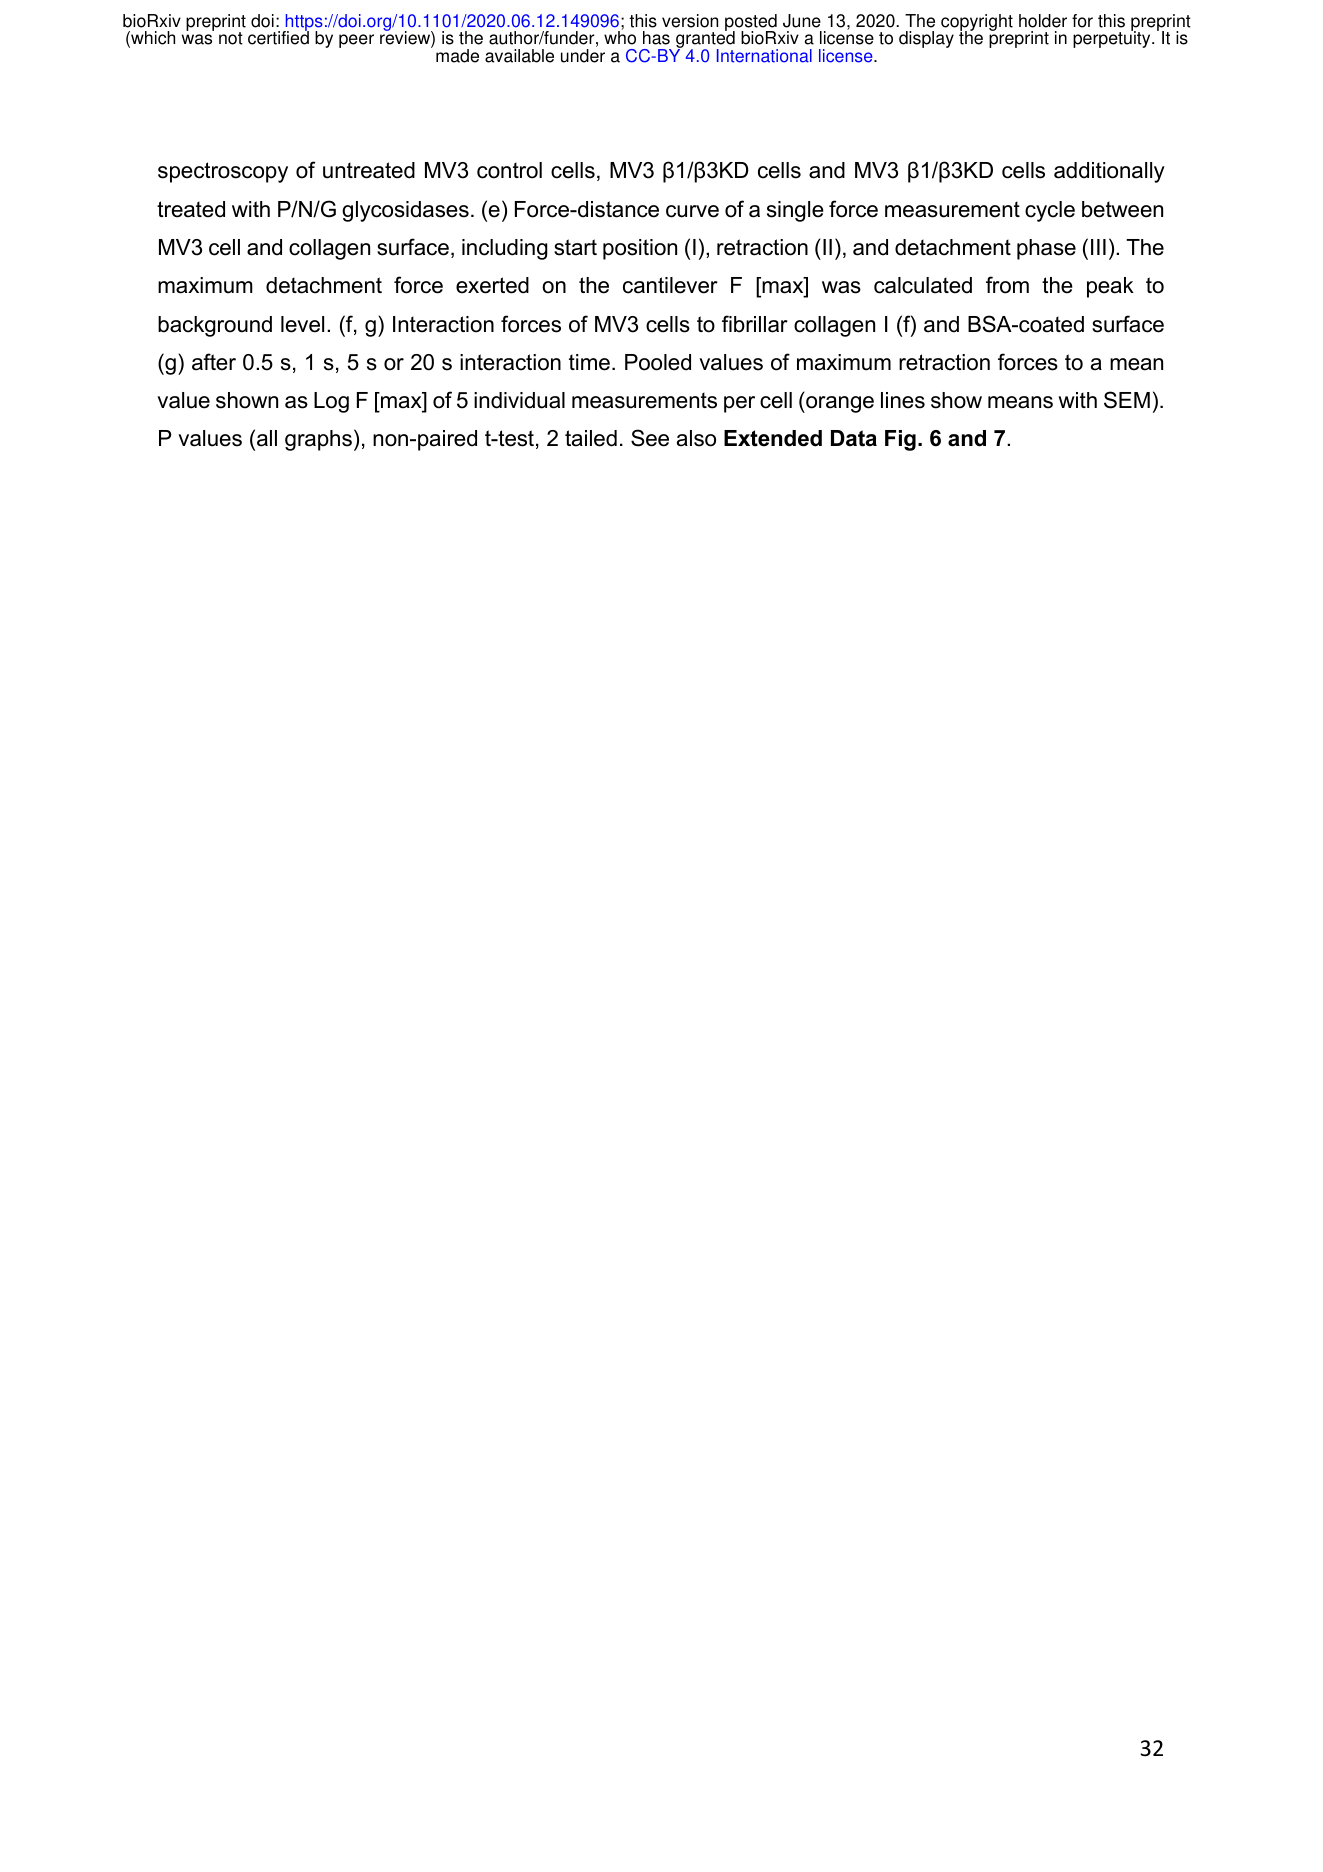 bioRxiv preprint doi: https://doi.org/10.1101/2020.06.12.149096; this version posted June 13, 2020. The copyright holder for this preprint
(which was not certified by peer review) is the author/funder, who has granted bioRxiv a license to display the preprint in perpetuity. It is
made available under a CC-BY 4.0 International license.
spectroscopy of untreated MV3 control cells, MV3 β1/β3KD cells and MV3 β1/β3KD cells additionally
treated with P/N/G glycosidases. (e) Force-distance curve of a single force measurement cycle between
MV3 cell and collagen surface, including start position (I), retraction (II), and detachment phase (III). The
maximum detachment force exerted on the cantilever F [max] was calculated from the peak to
background level. (f, g) Interaction forces of MV3 cells to fibrillar collagen I (f) and BSA-coated surface
(g) after 0.5 s, 1 s, 5 s or 20 s interaction time. Pooled values of maximum retraction forces to a mean
value shown as Log F [max] of 5 individual measurements per cell (orange lines show means with SEM).
P values (all graphs), non-paired t-test, 2 tailed. See also Extended Data Fig. 6 and 7.
32